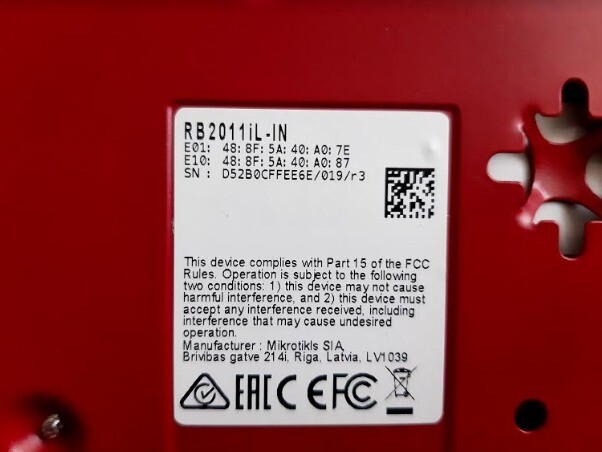 RB2011iL-IN
E01: 48: 8F: 5A: 40: A0: 7E
E10: 48: 8F: 5A: 40: A0: 87
SN : D52B0CFFEE6E/019/r3
This device complies with Part 15 of the FCC
Rules. Operation is subject to the following
two conditions: 1) this device may not cause
harmful interference, and 2) this device must
accept any interference received, including
interference that may cause undesired
operation.
Manufacturer : Mikrotikls SIA,
Brivibas gatve 214i, Riga, Latvia, LV1039
EAC CE FC